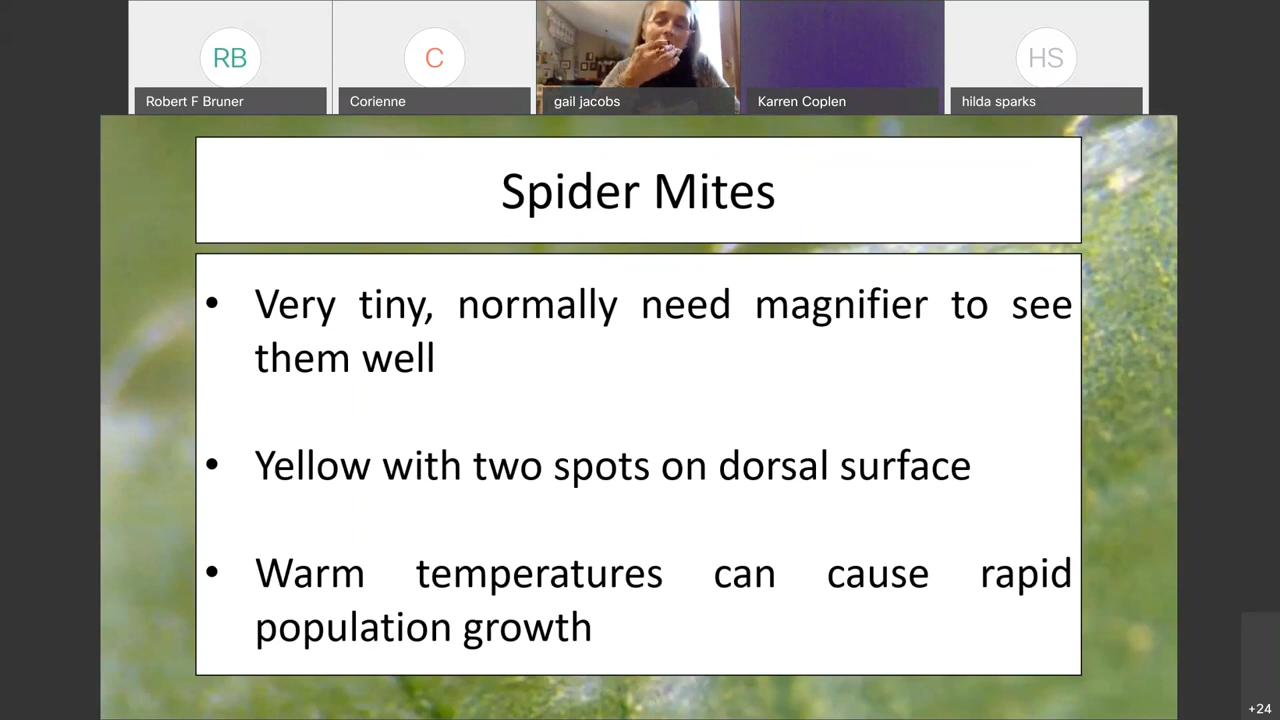 RB
C
HS
Robert F Bruner
Corienne
gail jacobs
Karren Coplen
hilda sparks
Spider Mites
• Very tiny, normally need magnifier to see
them well
• Yellow with two spots on dorsal surface
• Warm temperatures can cause rapid
population growth
+24